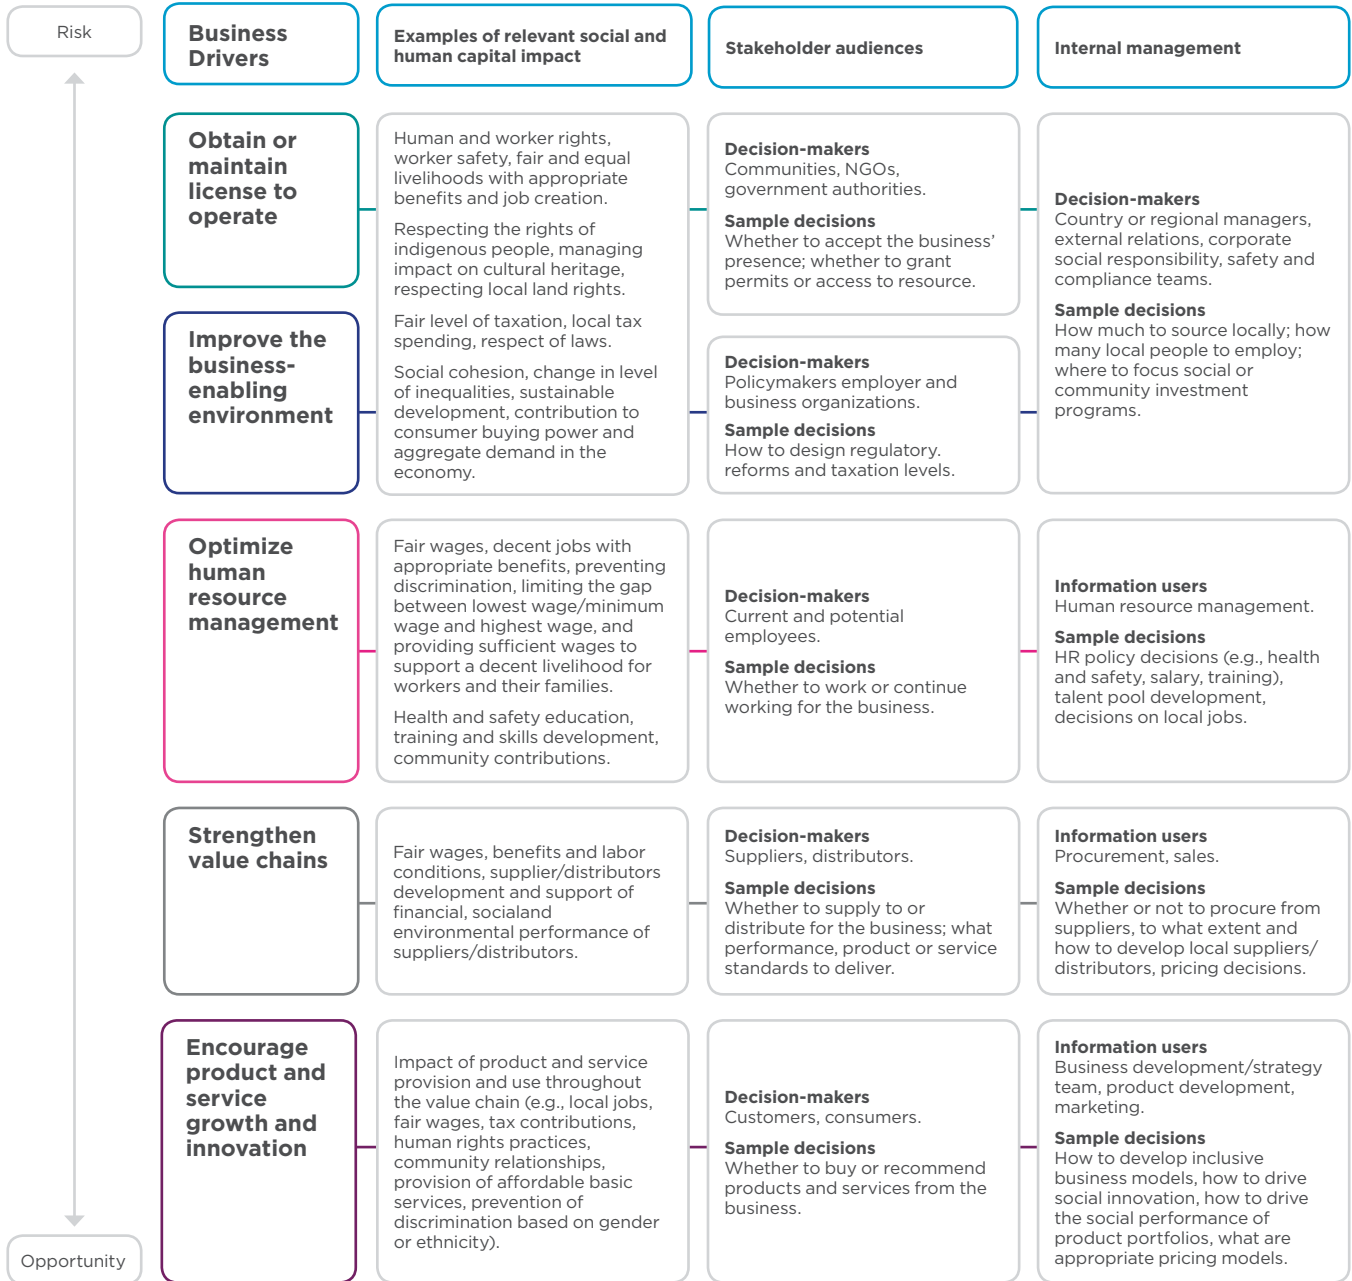 Risk
Business
Drivers
Examples of relevant social and
human capital impact
Stakeholder audiences
Internal management
Obtain or
maintain
license to
operate
Human and worker rights,
worker safety, fair and equal
livelihoods with appropriate
benefits and job creation.
Respecting the rights of
indigenous people, managing
impact on cultural heritage,
respecting local land rights.
Fair level of taxation, local tax
spending, respect of laws.
Social cohesion, change in level
of inequalities, sustainable
development, contribution to
consumer buying power and
aggregate demand in the
economy.
Decision-makers
Communities, NGOs,
government authorities.
Sample decisions
Whether to accept the business’
presence; whether to grant
permits or access to resource.
Decision-makers
Country or regional managers,
external relations, corporate
social responsibility, safety and
compliance teams.
Sample decisions
How much to source locally; how
many local people to employ;
where to focus social or
community investment
programs.
Improve the
business-
enabling
environment
Decision-makers
Policymakers employer and
business organizations.
Sample decisions
How to design regulatory.
reforms and taxation levels.
Optimize
human
resource
management
Fair wages, decent jobs with
appropriate benefits, preventing
discrimination, limiting the gap
between lowest wage/minimum
wage and highest wage, and
providing sufficient wages to
support a decent livelihood for
workers and their families.
Health and safety education,
training and skills development,
community contributions.
Decision-makers
Current and potential
employees.
Sample decisions
Whether to work or continue
working for the business.
Information users
Human resource management.
Sample decisions
HR policy decisions (e.g., health
and safety, salary, training),
talent pool development,
decisions on local jobs.
Strengthen
value chains
Fair wages, benefits and labor
conditions, supplier/distributors
development and support of
financial, socialand
environmental performance of
suppliers/distributors.
Decision-makers
Suppliers, distributors.
Sample decisions
Whether to supply to or
distribute for the business; what
performance, product or service
standards to deliver.
Information users
Procurement, sales.
Sample decisions
Whether or not to procure from
suppliers, to what extent and
how to develop local suppliers/
distributors, pricing decisions.
Encourage
product and
service
growth and
innovation
Impact of product and service
provision and use throughout
the value chain (e.g., local jobs,
fair wages, tax contributions,
human rights practices,
community relationships,
provision of affordable basic
services, prevention of
discrimination based on gender
or ethnicity).
Decision-makers
Customers, consumers.
Sample decisions
Whether to buy or recommend
products and services from the
business.
Information users
Business development/strategy
team, product development,
marketing.
Sample decisions
How to develop inclusive
business models, how to drive
social innovation, how to drive
the social performance of
product portfolios, what are
appropriate pricing models.
Opportunity